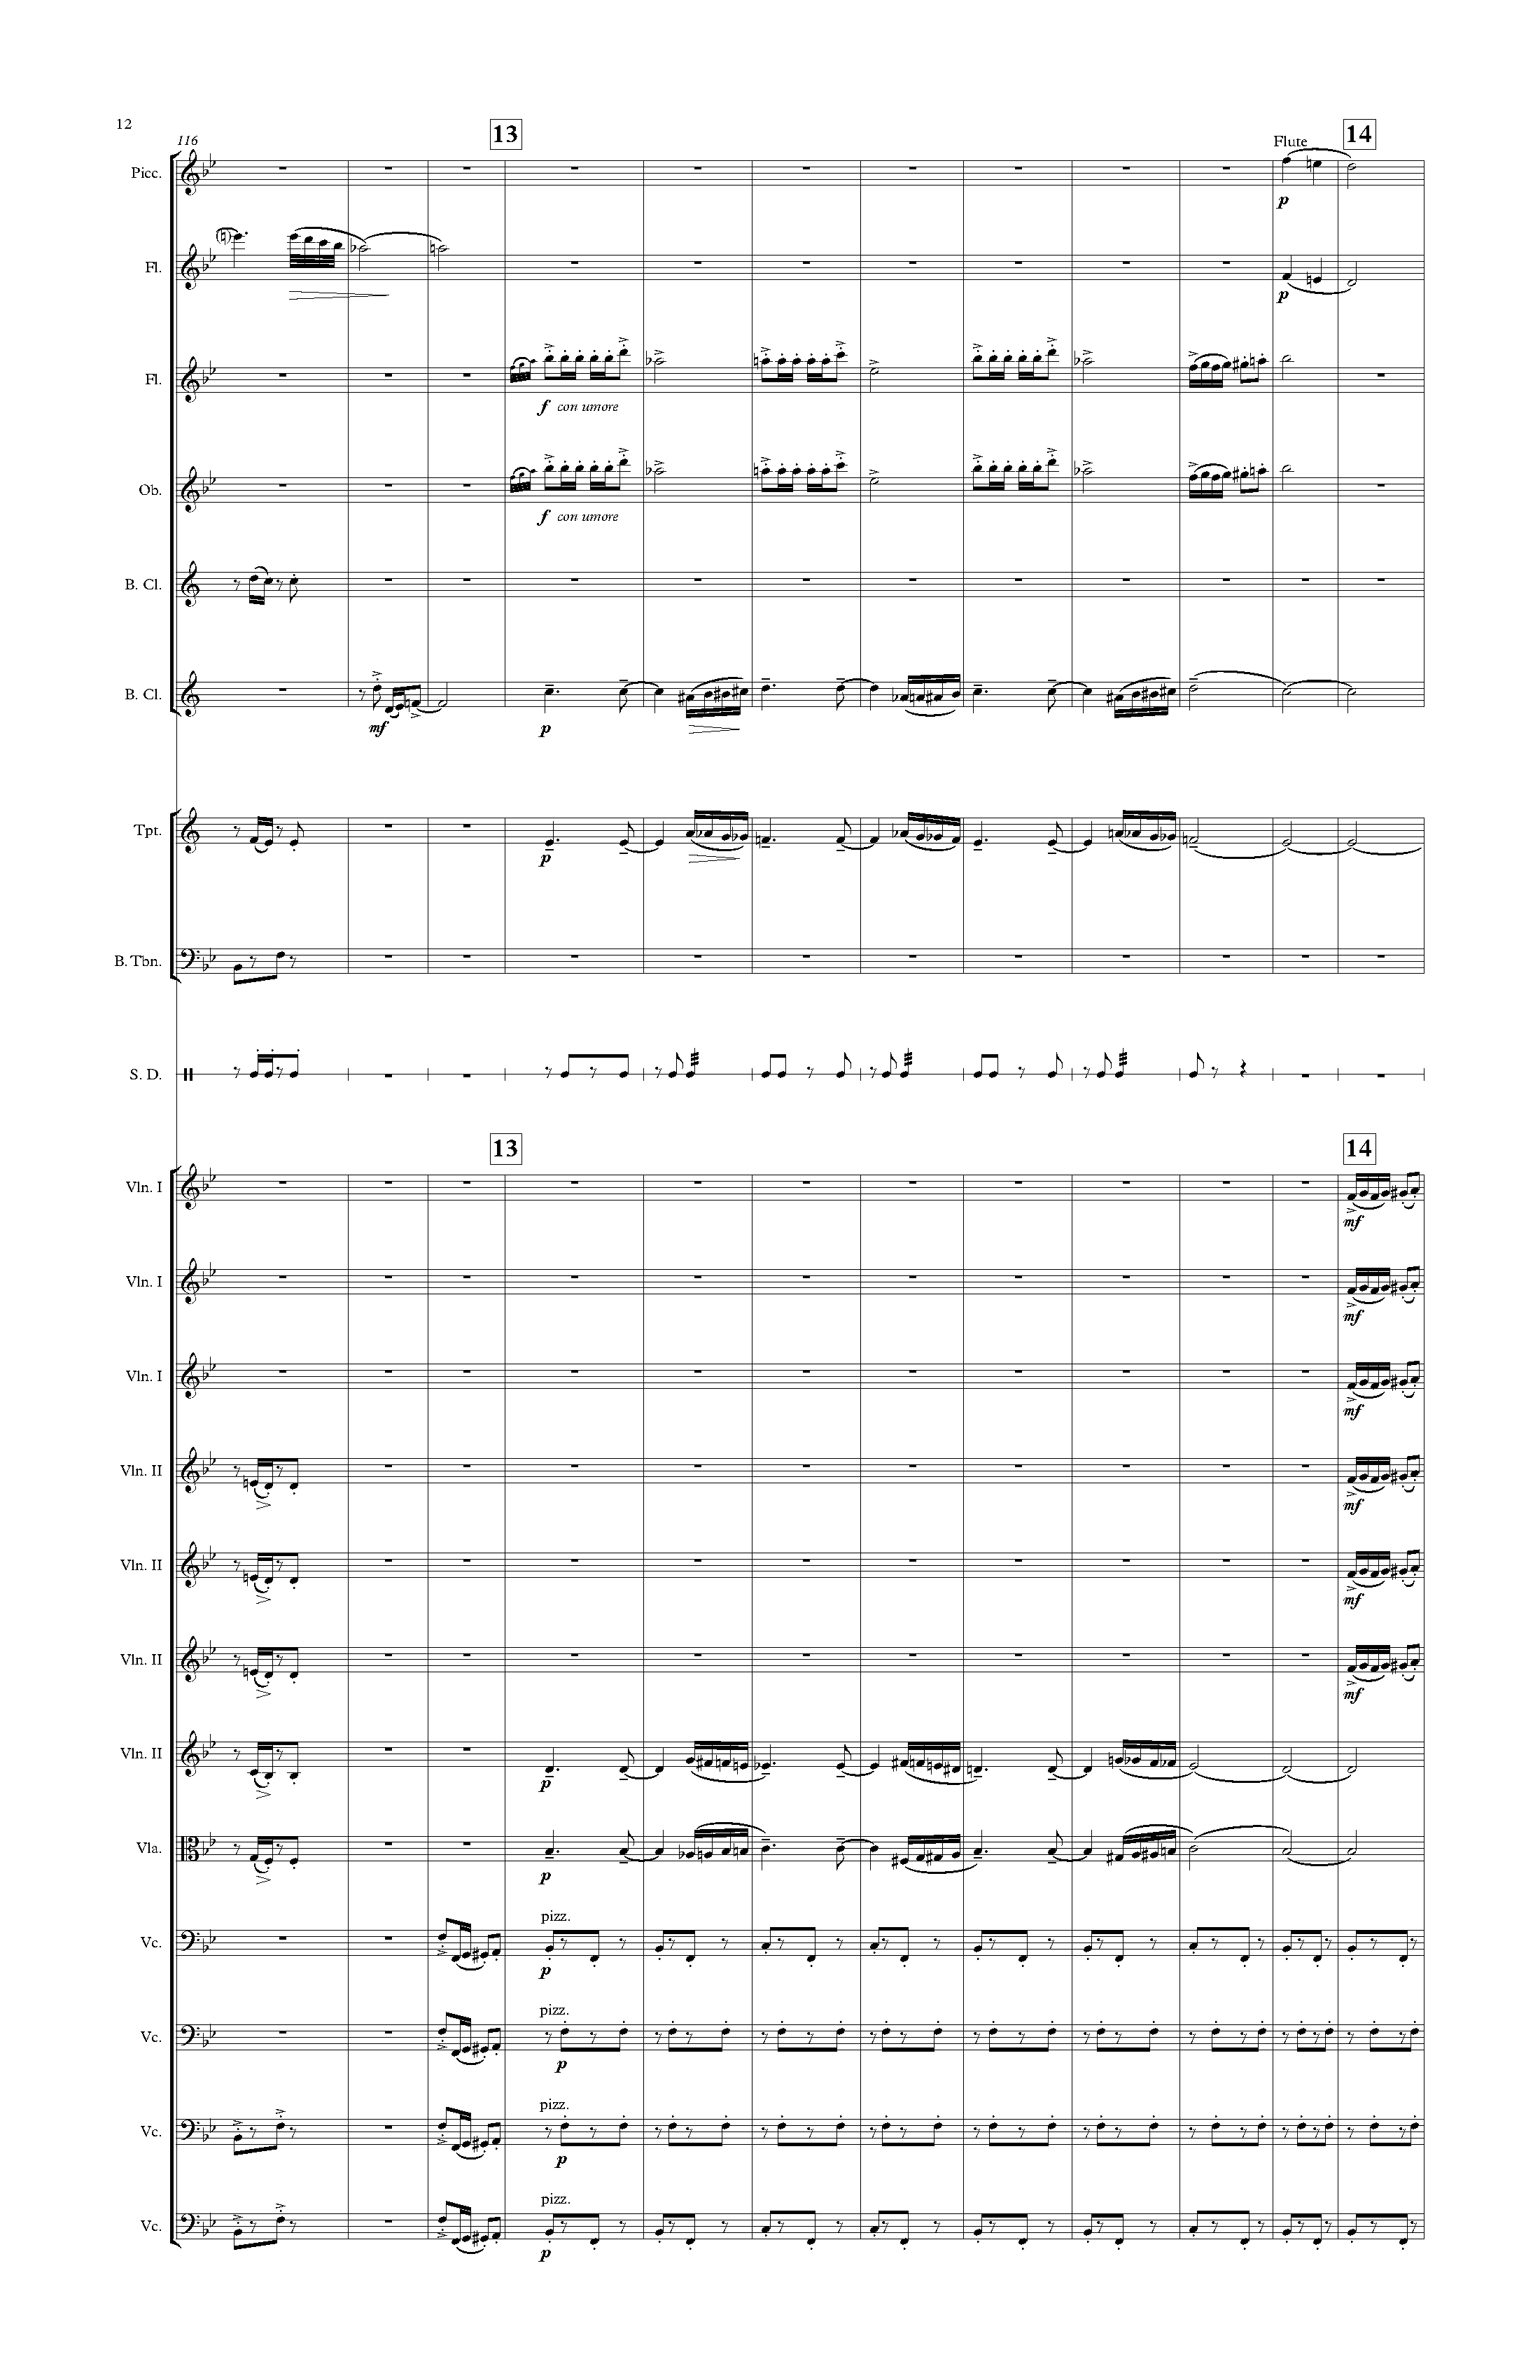 12
116
13
Flute
14
Picc.
p
Fl.
p
Fl.
f con umore
Ob.
f con umore
B. Cl.
B. Cl.
mf
p
Tpt.
p
B. Tbn.
S. D.
13
14
Vln. I
mf
Vln. I
mf
Vln. I
mf
Vln. II
mf
Vln. II
mf
Vln. II
mf
Vln. II
p
Vla.
p
pizz.
Vc.
p
pizz.
Vc.
p
pizz.
Vc.
p
pizz.
Vc.
p